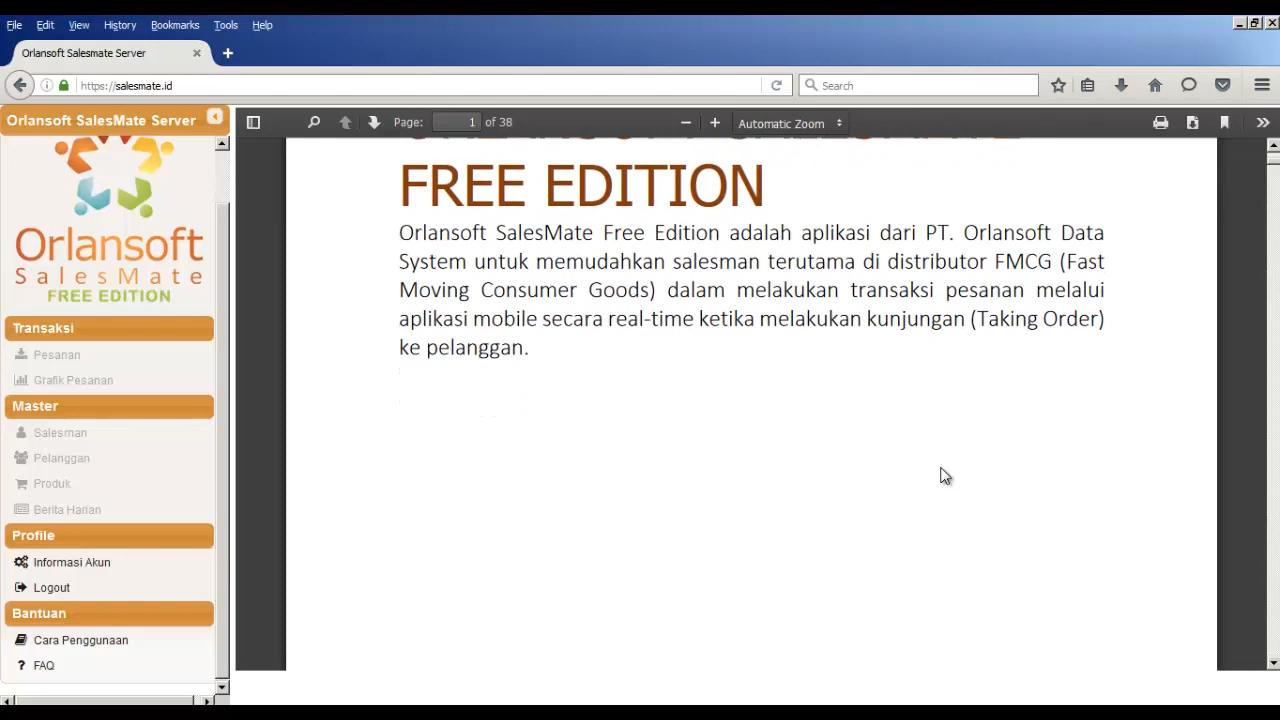 File Edit View History Bookmarks Tools Help
Orlansoft Salesmate Server
https://salesmate.id
Search
Orlansoft SalesMate Server
Page: 1 of 38
Automatic Zoom
Orlansoft
SalesMate
FREE EDITION
Transaksi
Pesanan
Grafik Pesanan
Master
Salesman
Pelanggan
Produk
Berita Harian
Profile
Informasi Akun
Logout
Bantuan
Cara Penggunaan
FAQ
FREE EDITION
Orlansoft SalesMate Free Edition adalah aplikasi dari PT. Orlansoft Data
System untuk memudahkan salesman terutama di distributor FMCG (Fast
Moving Consumer Goods) dalam melakukan transaksi pesanan melalui
aplikasi mobile secara real-time ketika melakukan kunjungan (Taking Order)
ke pelanggan.